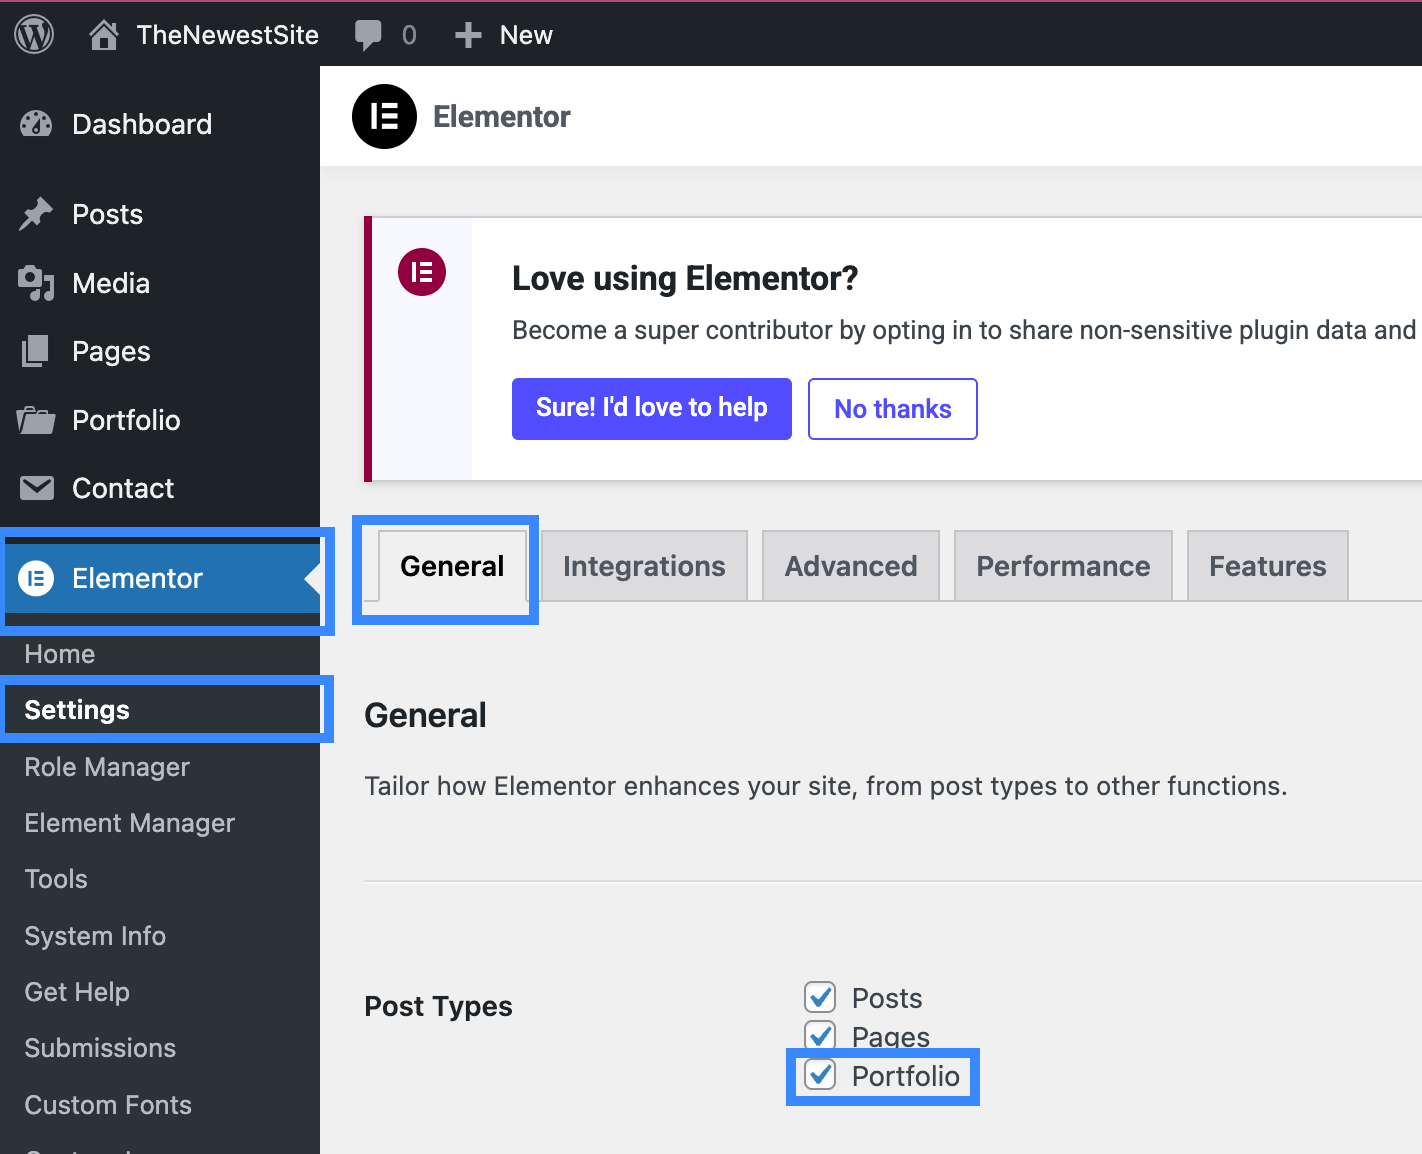 TheNewestSite
0
New
Dashboard
Posts
Media
Pages
Portfolio
Contact
Elementor
Home
Settings
Role Manager
Element Manager
Tools
System Info
Get Help
Submissions
Custom Fonts
Elementor
Love using Elementor?
Become a super contributor by opting in to share non-sensitive plugin data and
Sure! I'd love to help
No thanks
General
Integrations
Advanced
Performance
Features
General
Tailor how Elementor enhances your site, from post types to other functions.
Post Types
Posts
Pages
Portfolio